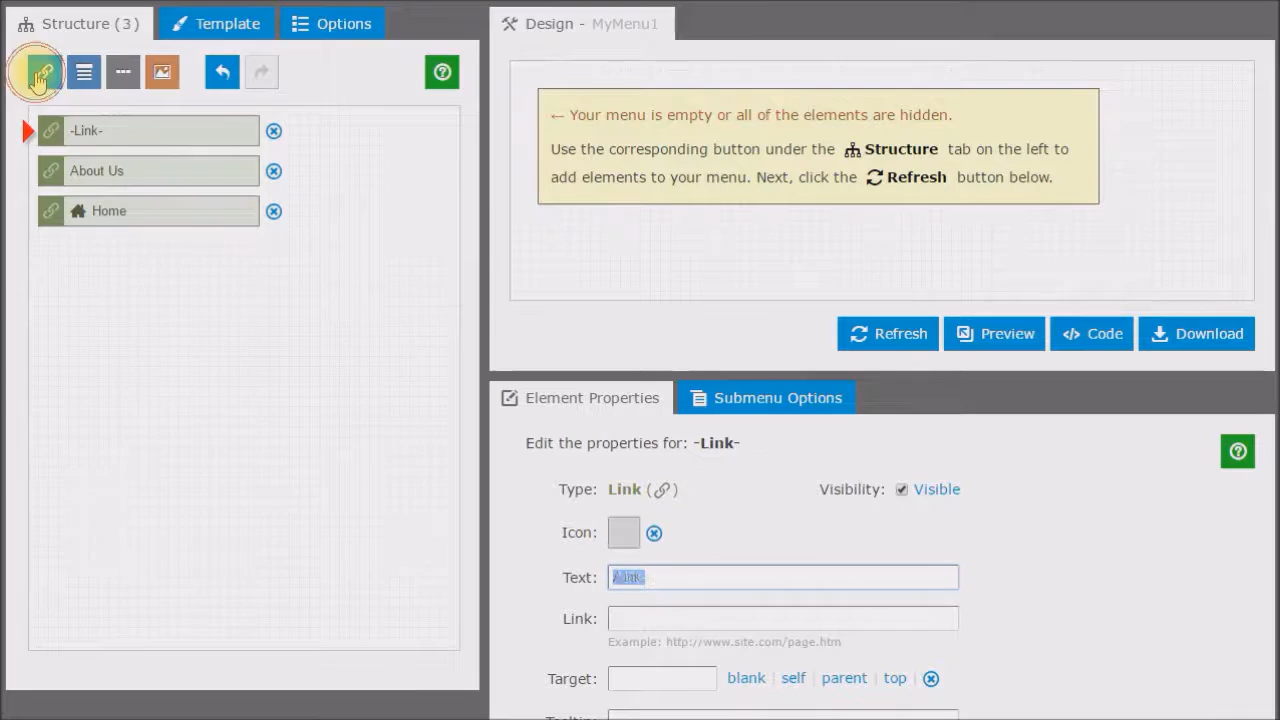 Structure ( 3 )
Template
Options
-Link-
About Us
Home
Design - MyMenu1
← Your menu is empty or all of the elements are hidden.
Use the corresponding button under the Structure tab on the left to
add elements to your menu. Next, click the Refresh button below.
Refresh
Preview
Code
Download
Element Properties
Submenu Options
Edit the properties for: -Link-
Type: Link ( )
Visibility: Visible
Icon:
Text:
Link:
Example: http://www.site.com/page.htm
Target:
blank | self | parent | top